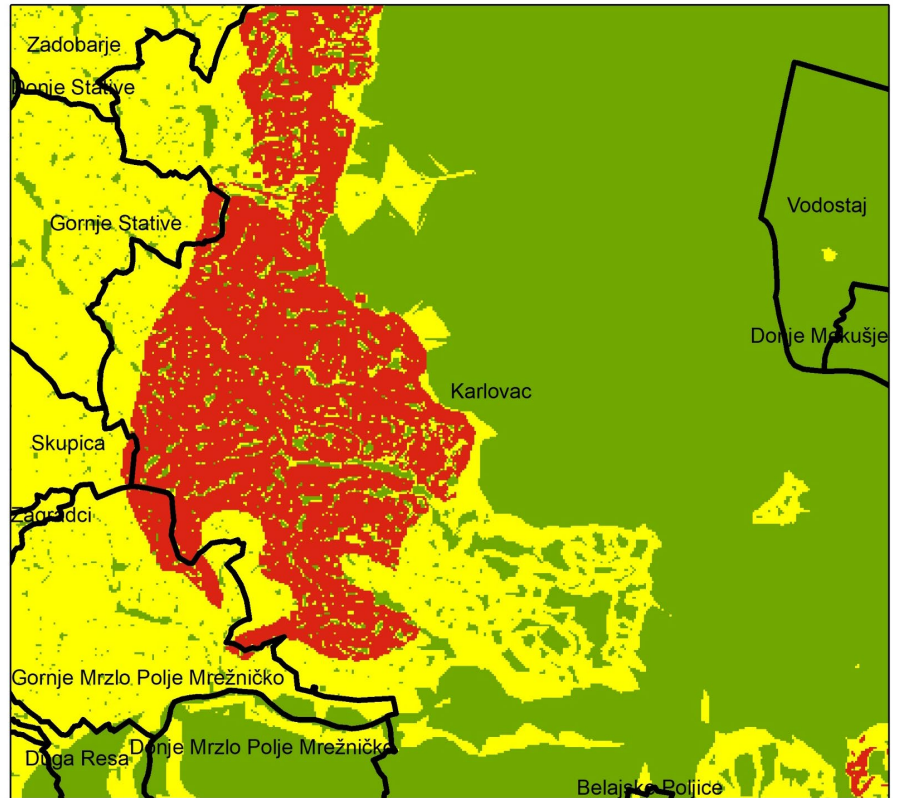 Zadobarje
Donje Stative
Vodostaj
Gornje Stative
Donje Mekušje
Karlovac
Skupica
Zagradci
Gornje Mrzlo Polje Mrežničko
Donje Mrzlo Polje Mrežničko
Duga Resa
Belajske Poljice